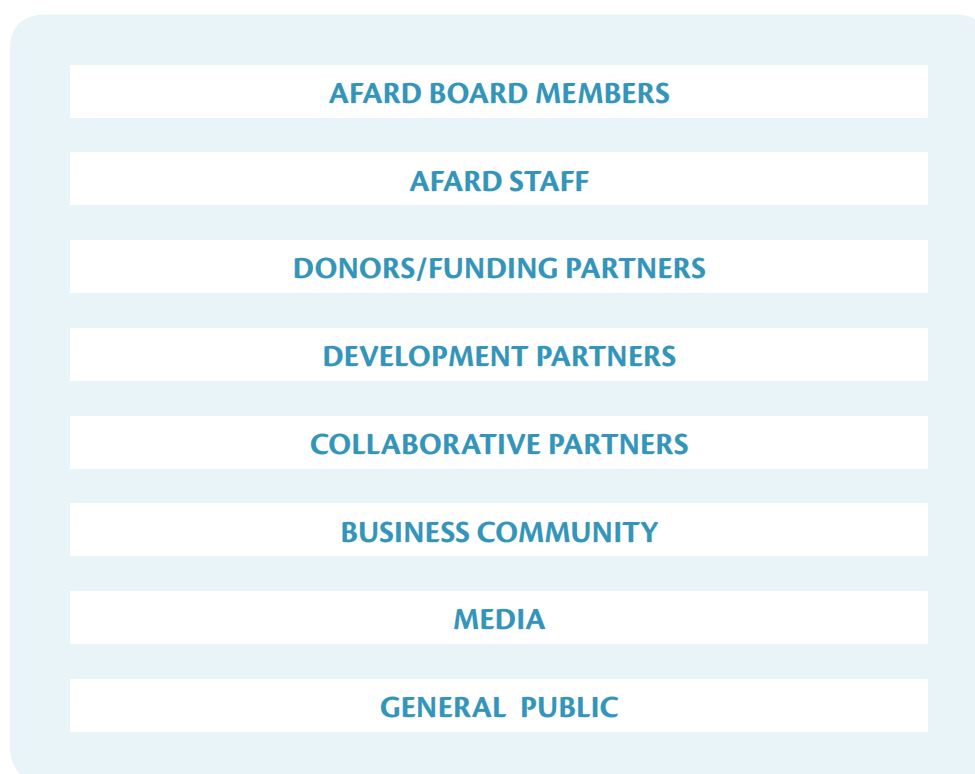 AFARD BOARD MEMBERS
AFARD STAFF
DONORS/FUNDING PARTNERS
DEVELOPMENT PARTNERS
COLLABORATIVE PARTNERS
BUSINESS COMMUNITY
MEDIA
GENERAL PUBLIC